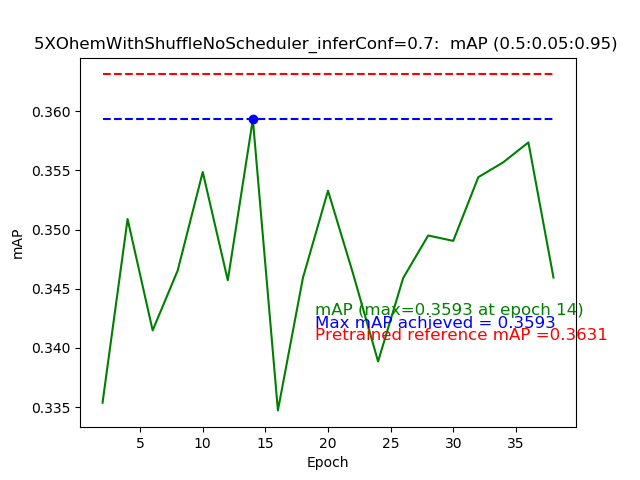 5XOhemWithShuffleNoScheduler_inferConf=0.7:  mAP (0.5:0.05:0.95)
0.360
0.355
0.350
0.345
0.340
0.335
mAP
mAP (max=0.3593 at epoch 14)
Max mAP achieved = 0.3593
Pretrained reference mAP =0.3631
5 10 15 20 25 30 35
Epoch